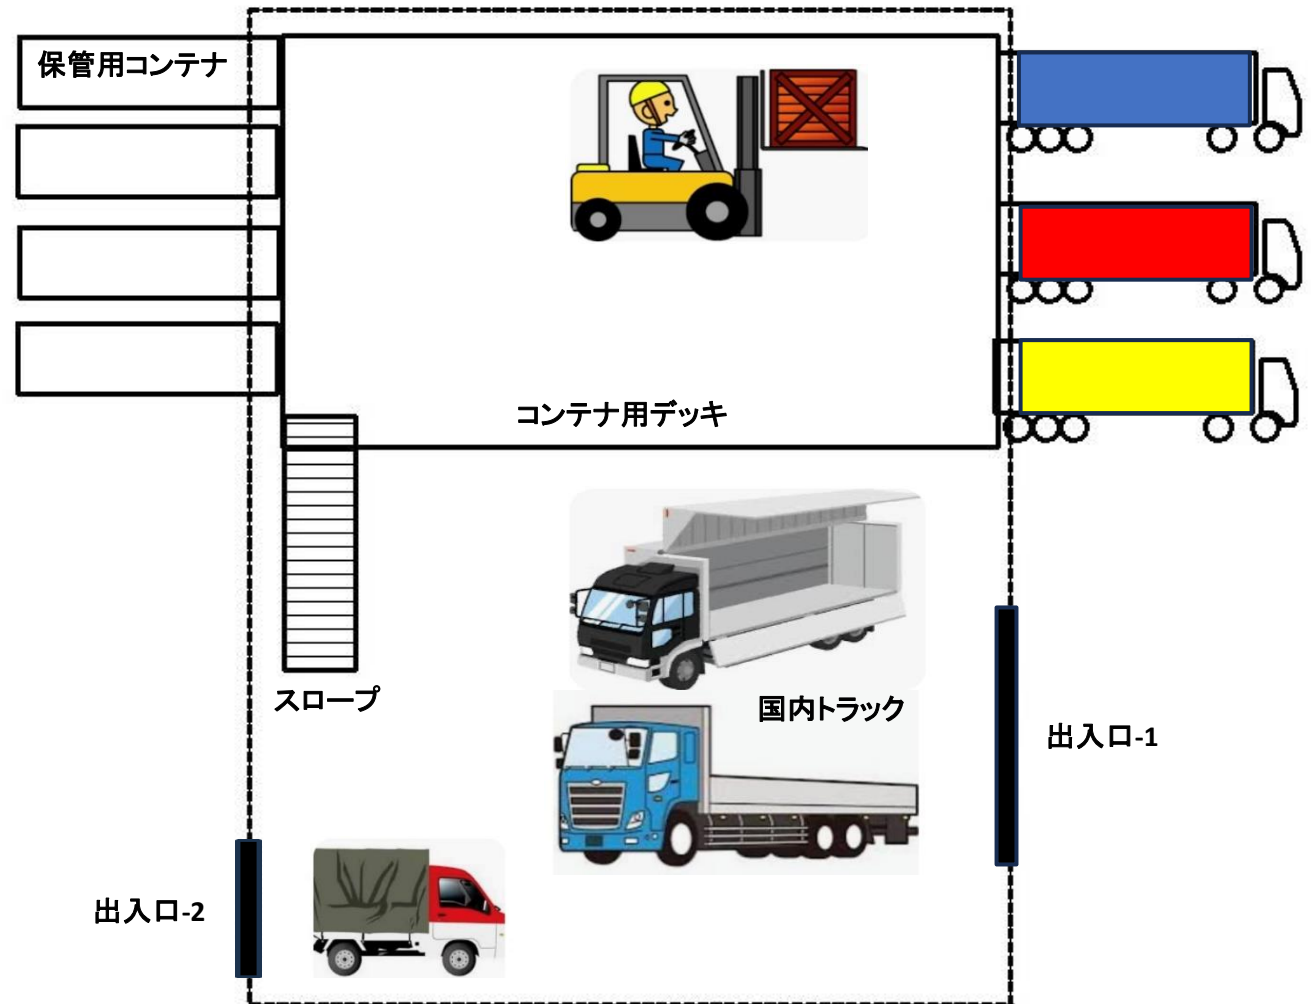 保管用コンテナ
コンテナ用デッキ
スロープ
国内トラック
出入口-1
出入口-2